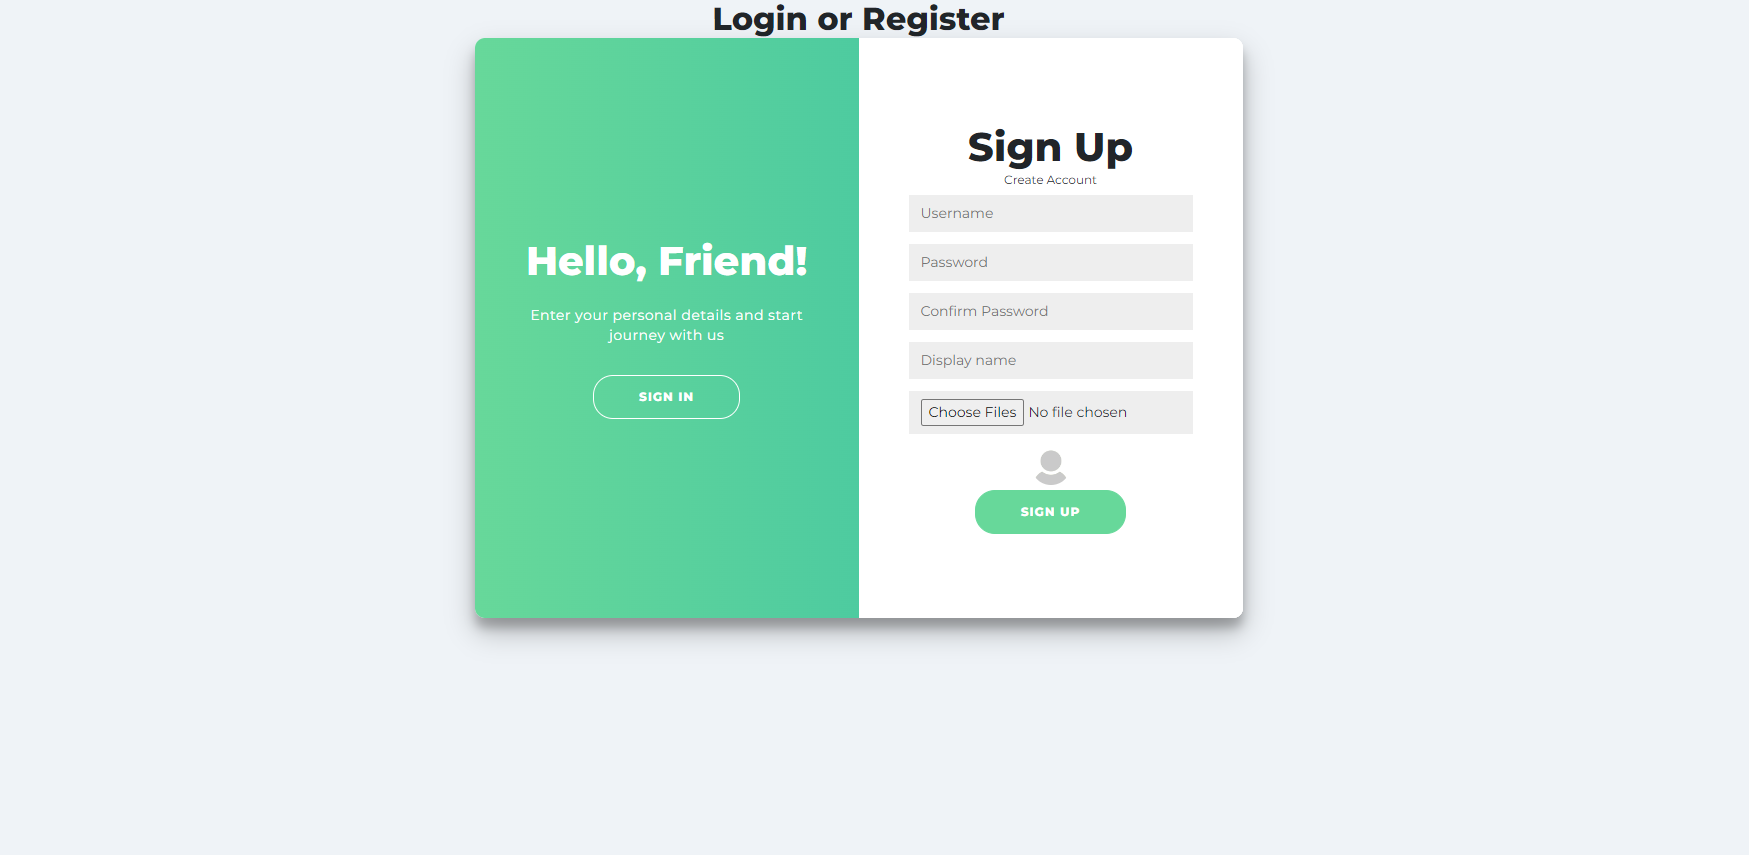 Login or Register
Hello, Friend!
Enter your personal details and start
journey with us
SIGN IN
Sign Up
Create Account
Username
Password
Confirm Password
Display name
Choose Files No file chosen
SIGN UP